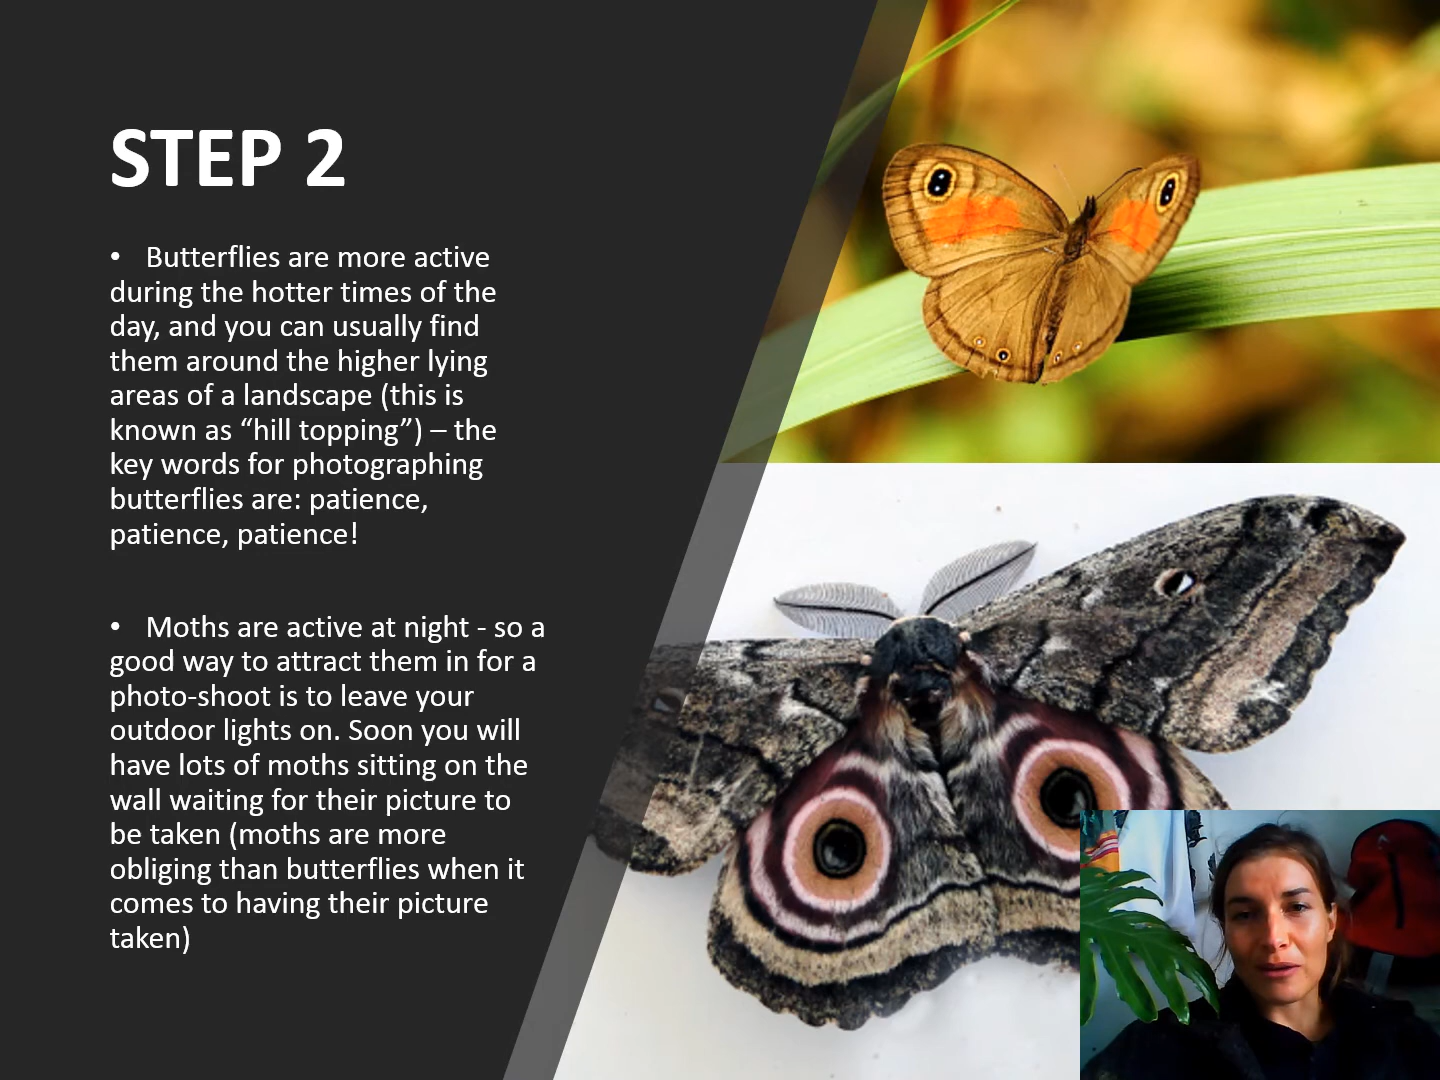 STEP 2
• Butterflies are more active
during the hotter times of the
day, and you can usually find
them around the higher lying
areas of a landscape (this is
known as “hill topping”) – the
key words for photographing
butterflies are: patience,
patience, patience!
• Moths are active at night - so a
good way to attract them in for a
photo-shoot is to leave your
outdoor lights on. Soon you will
have lots of moths sitting on the
wall waiting for their picture to
be taken (moths are more
obliging than butterflies when it
comes to having their picture
taken)